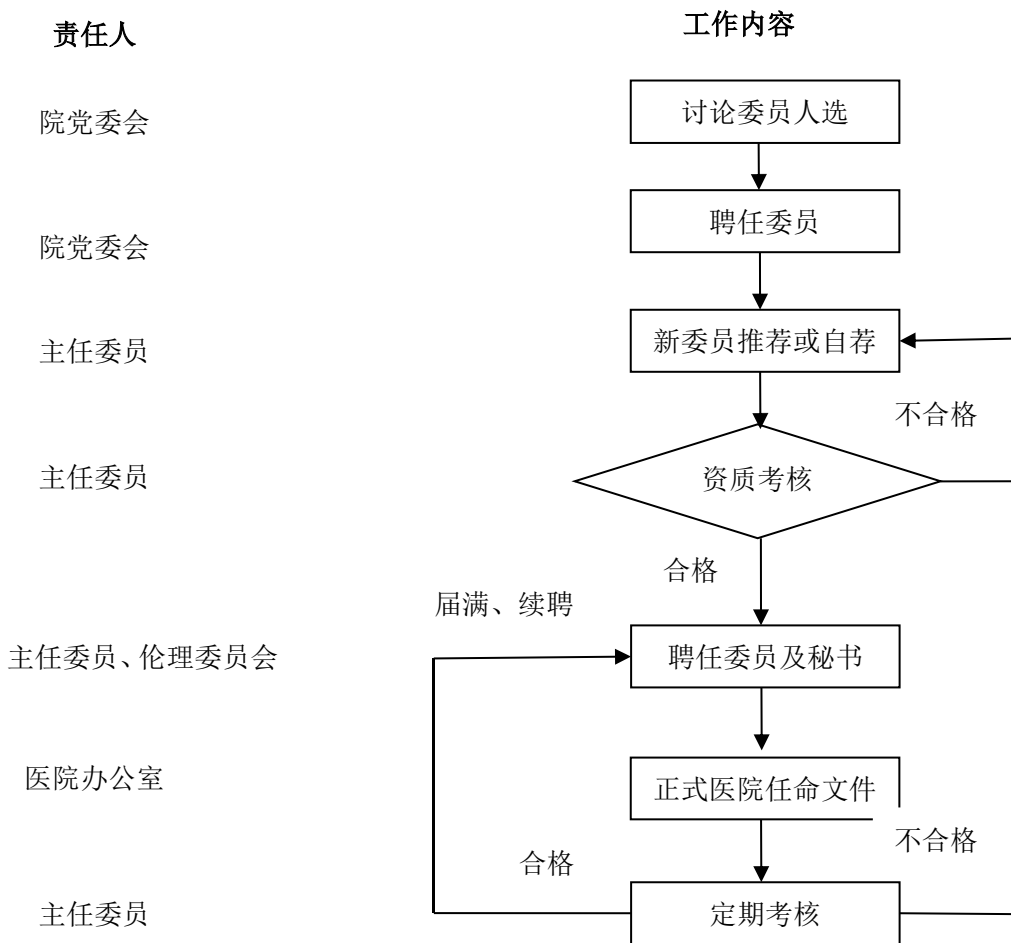 责任人
工作内容
院党委会
讨论委员人选
院党委会
聘任委员
主任委员
新委员推荐或自荐
不合格
主任委员
资质考核
合格
届满、续聘
主任委员、伦理委员会
聘任委员及秘书
医院办公室
正式医院任命文件
不合格
合格
主任委员
定期考核